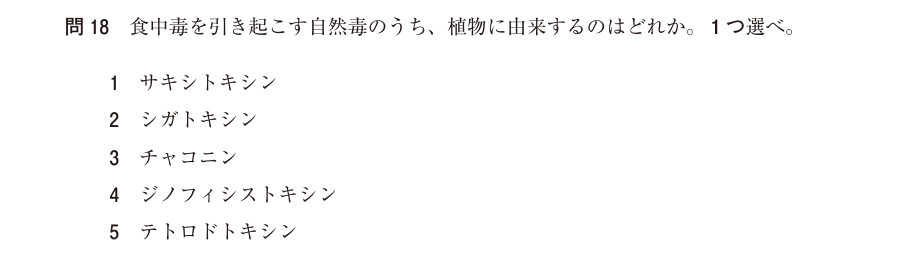 問 18 食中毒を引き起こす自然毒のうち、植物に由来するのはどれか。1つ選べ。
1 サキシトキシン
2 シガトキシン
3 チャコニン
4 ジノフィシストキシン
5 テトロドトキシン